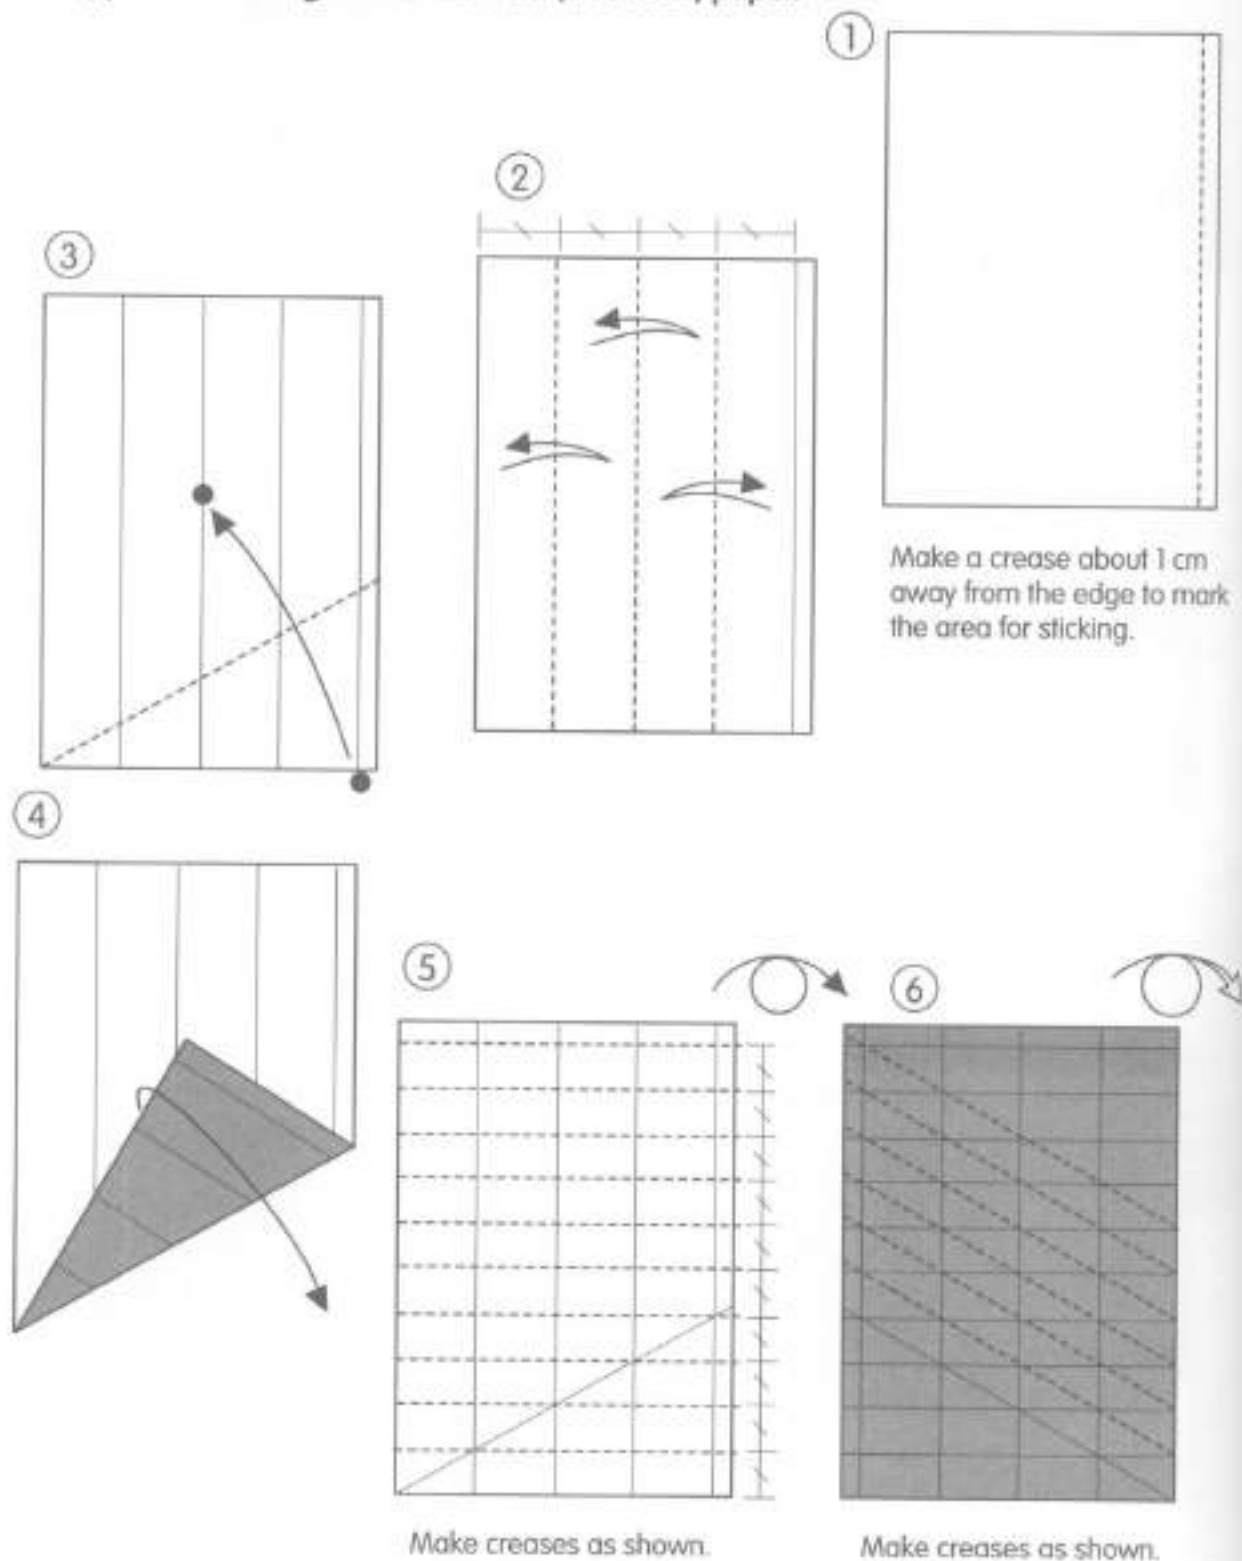 ①
Make a crease about 1 cm
away from the edge to mark
the area for sticking.
②
③
④
⑤
Make creases as shown.
⑥
Make creases as shown.